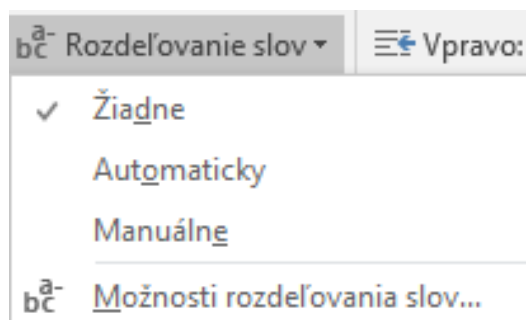 Rozdeľovanie slov Vpravo:
Žiadne
Automaticky
Manuálne
Možnosti rozdeľovania slov...